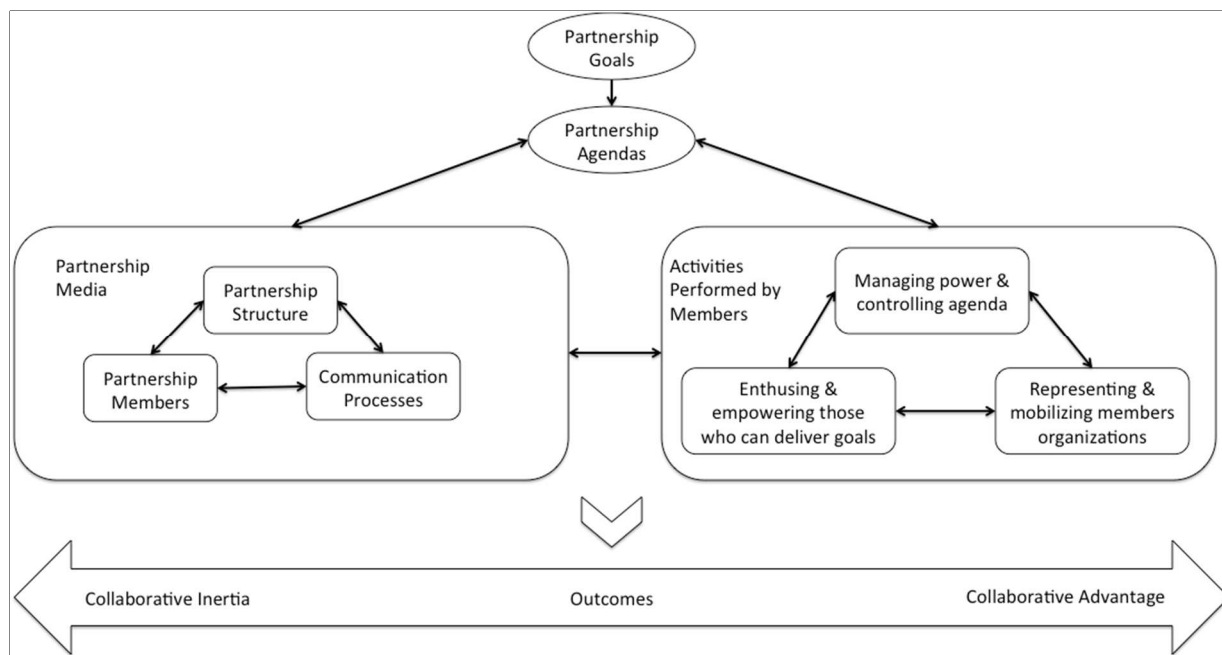 Partnership
Goals
Partnership
Agendas
Partnership
Media
Partnership
Structure
Partnership
Members
Communication
Processes
Activities
Performed by
Members
Managing power &
controlling agenda
Enthusing &
empowering those
who can deliver goals
Representing &
mobilizing members
organizations
Collaborative Inertia
Outcomes
Collaborative Advantage